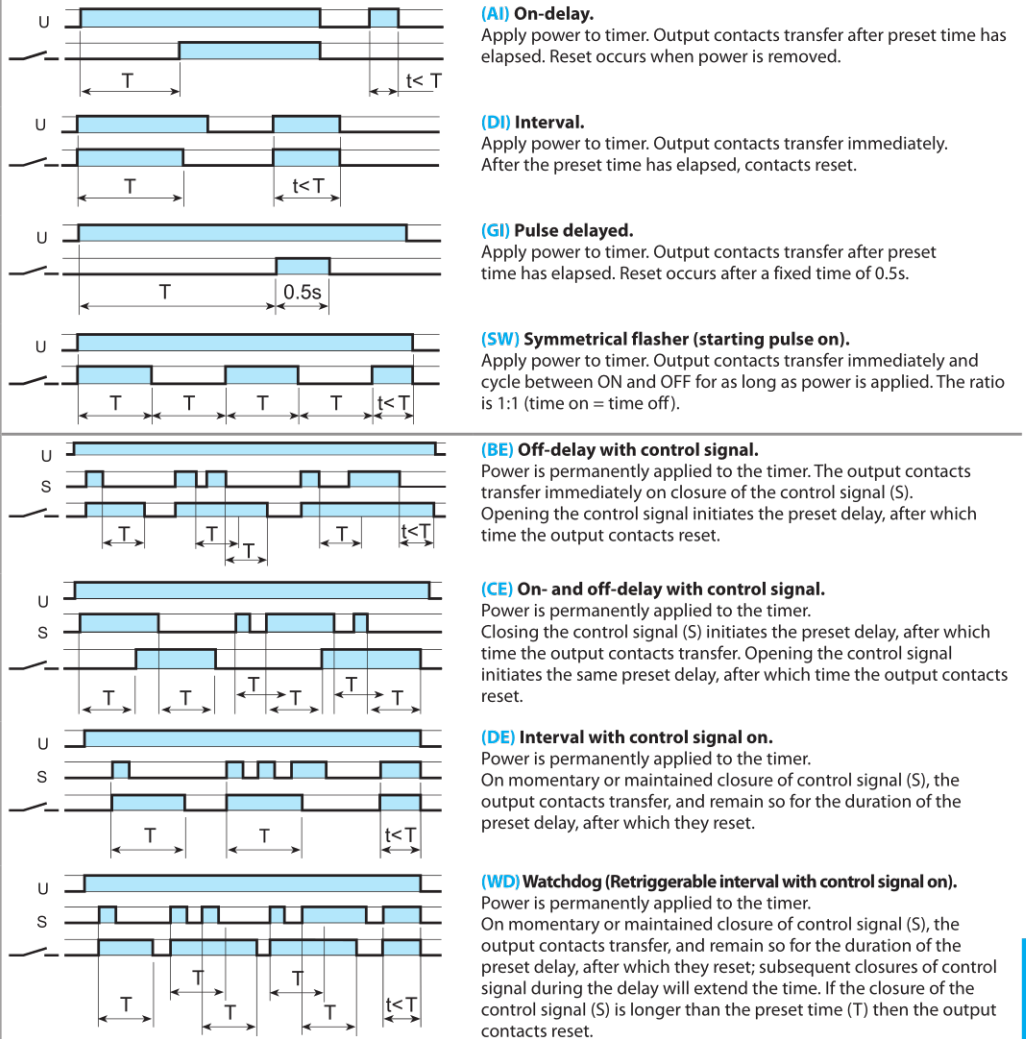 U
T
t< T
(AI) On-delay.
Apply power to timer. Output contacts transfer after preset time has
elapsed. Reset occurs when power is removed.
U
T
t<T
(DI) Interval.
Apply power to timer. Output contacts transfer immediately.
After the preset time has elapsed, contacts reset.
U
T
0.5s
(GI) Pulse delayed.
Apply power to timer. Output contacts transfer after preset
time has elapsed. Reset occurs after a fixed time of 0.5s.
U
T T T T t<T
(SW) Symmetrical flasher (starting pulse on).
Apply power to timer. Output contacts transfer immediately and
cycle between ON and OFF for as long as power is applied. The ratio
is 1:1 (time on = time off).
U
S
T T T t<T
T
(BE) Off-delay with control signal.
Power is permanently applied to the timer. The output contacts
transfer immediately on closure of the control signal (S).
Opening the control signal initiates the preset delay, after which
time the output contacts reset.
U
S
T T
T T T T
(CE) On- and off-delay with control signal.
Power is permanently applied to the timer.
Closing the control signal (S) initiates the preset delay, after which
time the output contacts transfer. Opening the control signal
initiates the same preset delay, after which time the output contacts
reset.
U
S
T T t<T
(DE) Interval with control signal on.
Power is permanently applied to the timer.
On momentary or maintained closure of control signal (S), the
output contacts transfer, and remain so for the duration of the
preset delay, after which they reset.
U
S
T T
T T T t<T
(WD) Watchdog (Retriggerable interval with control signal on).
Power is permanently applied to the timer.
On momentary or maintained closure of control signal (S), the
output contacts transfer, and remain so for the duration of the
preset delay, after which they reset; subsequent closures of control
signal during the delay will extend the time. If the closure of the
control signal (S) is longer than the preset time (T) then the output
contacts reset.